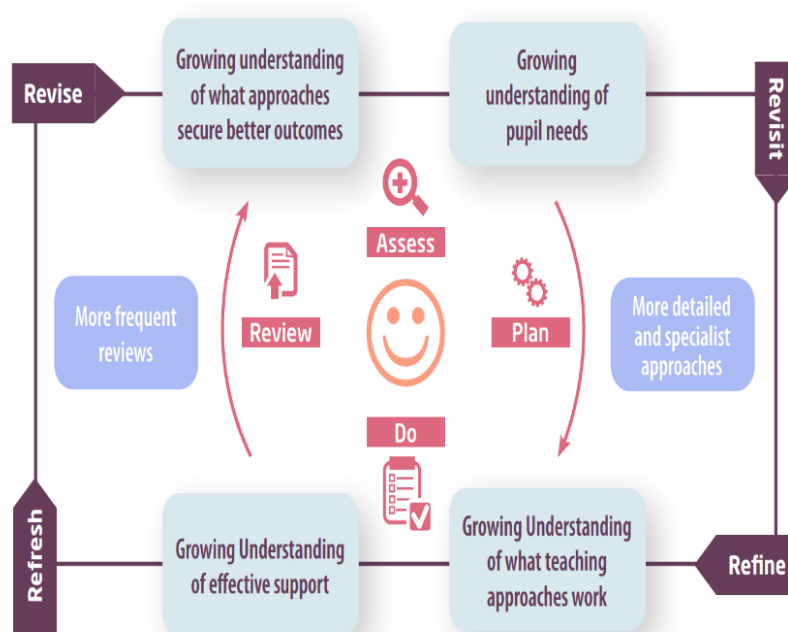 Revise
Growing understanding
of what approaches
secure better outcomes
Growing
understanding of
pupil needs
Revisit
Assess
More frequent
reviews
Review
Plan
More detailed
and specialist
approaches
Do
Refresh
Growing Understanding
of effective support
Growing Understanding
of what teaching
approaches work
Refine